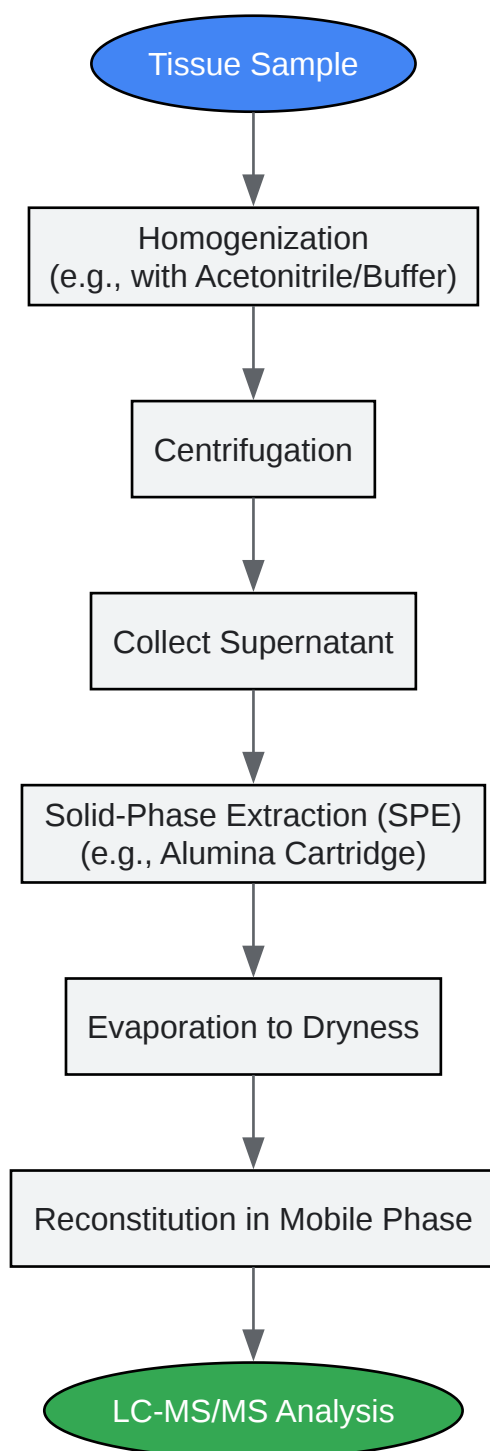 Tissue Sample
Homogenization
(e.g., with Acetonitrile/Buffer)
Centrifugation
Collect Supernatant
Solid-Phase Extraction (SPE)
(e.g., Alumina Cartridge)
Evaporation to Dryness
Reconstitution in Mobile Phase
LC-MS/MS Analysis